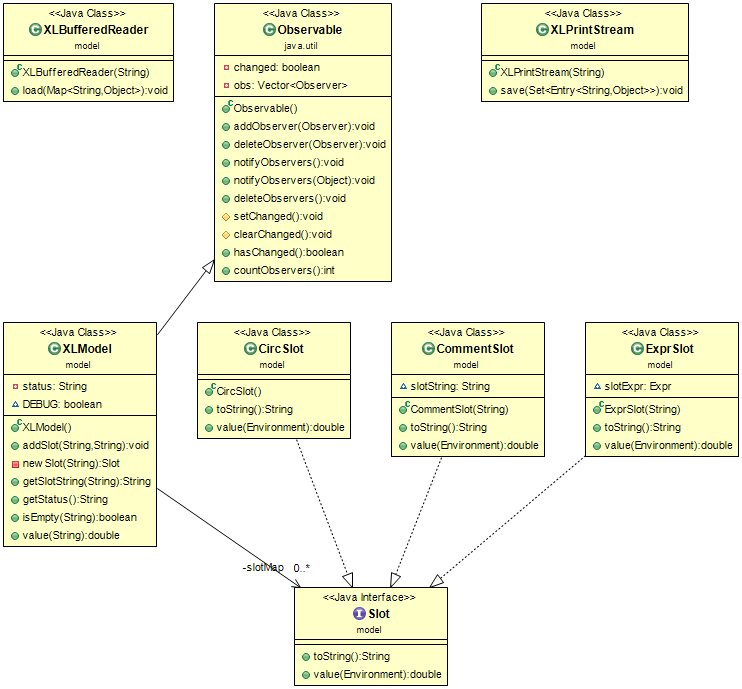 <<Java Class>>
XLBufferedReader
model
XLBufferedReader(String)
load(Map<String,Object>):void
<<Java Class>>
Observable
java.util
changed: boolean
obs: Vector<Observer>
Observable()
addObserver(Observer):void
deleteObserver(Observer):void
notifyObservers():void
notifyObservers(Object):void
deleteObservers():void
setChanged():void
clearChanged():void
hasChanged():boolean
countObservers():int
<<Java Class>>
XLPrintStream
model
XLPrintStream(String)
save(Set<Entry<String,Object>>):void
<<Java Class>>
XLModel
model
status: String
DEBUG: boolean
XLModel()
addSlot(String,String):void
newSlot(String):Slot
getSlotString(String):String
getStatus():String
isEmpty(String):boolean
value(String):double
<<Java Class>>
CircSlot
model
CircSlot()
toString():String
value(Environment):double
<<Java Class>>
CommentSlot
model
slotString: String
CommentSlot(String)
toString():String
value(Environment):double
<<Java Class>>
ExprSlot
model
slotExpr: Expr
ExprSlot(String)
toString():String
value(Environment):double
-slotMap 0..*
<<Java Interface>>
Slot
model
toString():String
value(Environment):double